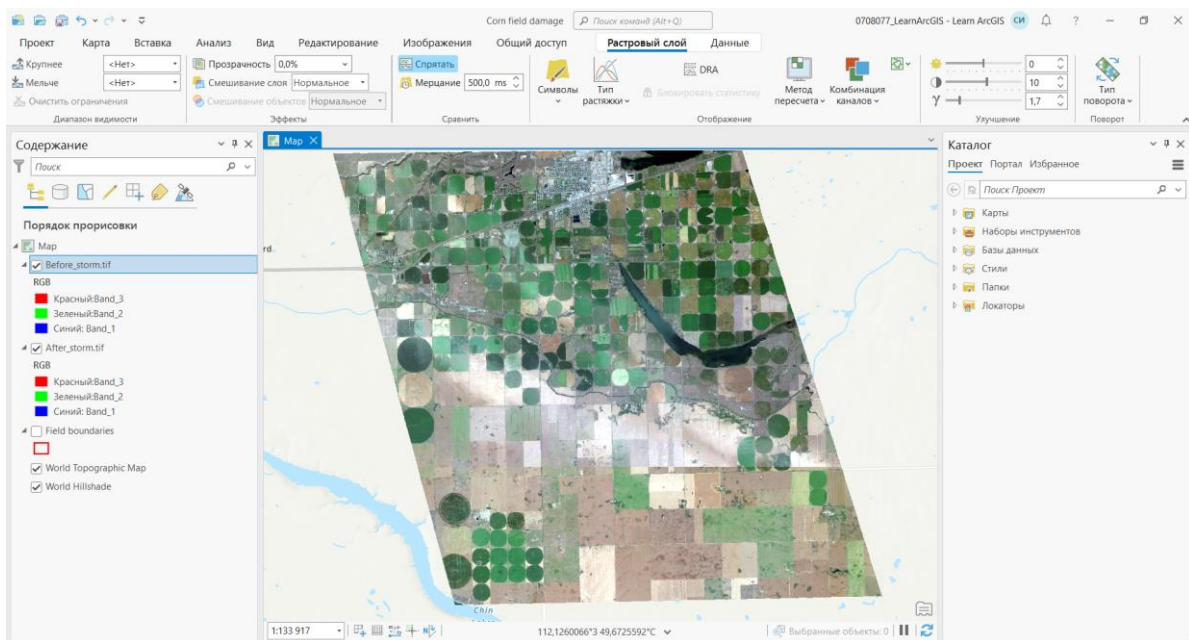 Corn field damage
Поиск команд (Alt+Q)
0708077_LearnArcGIS - Learn ArcGIS
СИ
?
Проект Карта Вставка Анализ Вид Редактирование Изображения Общий доступ Растровый слой Данные
Крупнее <Нет>
Мельче <Нет>
Очистить ограничения
Диапазон видимости
Прозрачность 0,0%
Смешивание слоя Нормальное
Смешивание объектов Нормальное
Эффекты
Спрятать
Мерцание 500,0 ms
Сравнить
Символы
Тип растяжки
DRA
Блокировать статистику
Метод пересчета
Комбинация каналов
Отображение
0
10
γ 1,7
Улучшение
Тип поворота
Поворот
Содержание
Поиск
Порядок прорисовки
Map
Before_storm.tif
RGB
Красный:Band_3
Зеленый:Band_2
Синий: Band_1
After_storm.tif
RGB
Красный:Band_3
Зеленый:Band_2
Синий: Band_1
Field boundaries
World Topographic Map
World Hillshade
Map
rd.
Chin
1:133 917
112,1260066°З 49,6725592°С
Выбранные объекты: 0
Каталог
Проект Портал Избранное
Поиск Проект
Карты
Наборы инструментов
Базы данных
Стили
Папки
Локаторы